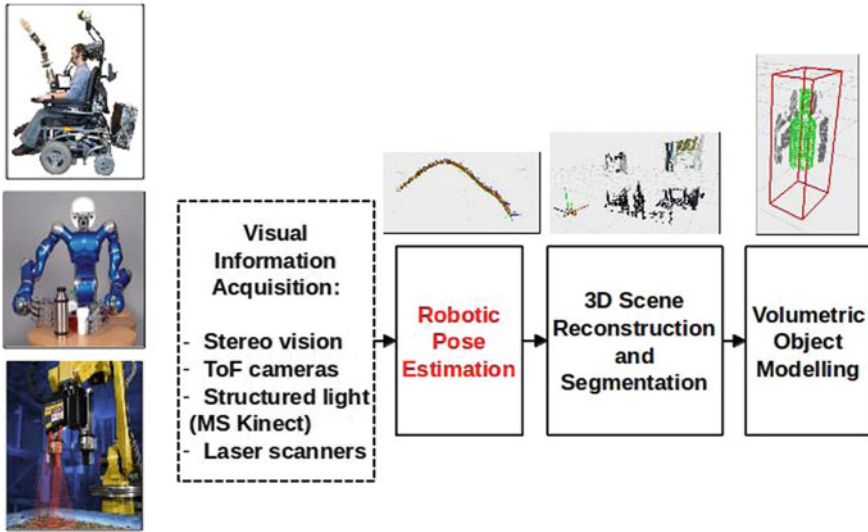 Visual
Information
Acquisition:
- Stereo vision
- ToF cameras
- Structured light
(MS Kinect)
- Laser scanners
Robotic
Pose
Estimation
3D Scene
Reconstruction
and
Segmentation
Volumetric
Object
Modelling